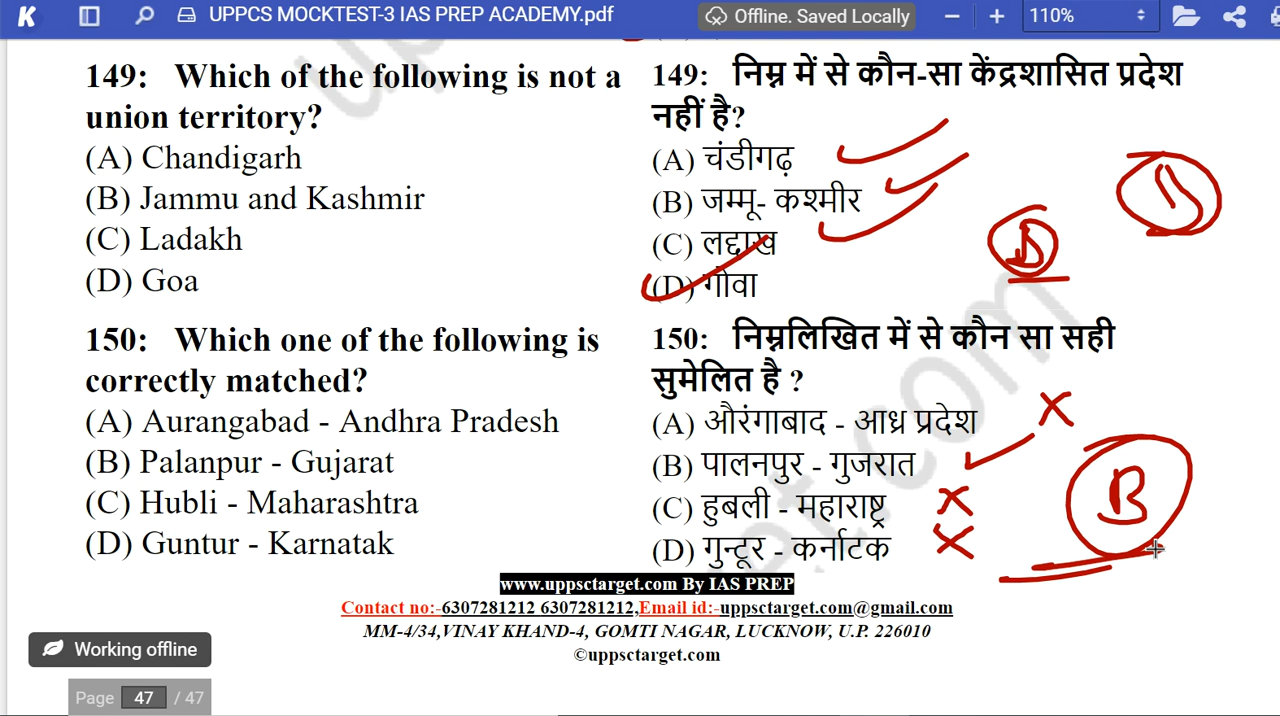 K UPPCS MOCKTEST-3 IAS PREP ACADEMY.pdf Offline. Saved Locally 110%
149: Which of the following is not a
union territory?
(A) Chandigarh
(B) Jammu and Kashmir
(C) Ladakh
(D) Goa
150: Which one of the following is
correctly matched?
(A) Aurangabad - Andhra Pradesh
(B) Palanpur - Gujarat
(C) Hubli - Maharashtra
(D) Guntur - Karnatak
149: निम्न में से कौन-सा केंद्रशासित प्रदेश
नहीं है?
(A) चंडीगढ़
(B) जम्मू- कश्मीर
(C) लद्दाख
(D) गोवा
D
150: निम्नलिखित में से कौन सा सही
सुमेलित है ?
(A) औरंगाबाद - आध्र प्रदेश
(B) पालनपुर - गुजरात
(C) हुबली - महाराष्ट्र
(D) गुन्टूर - कर्नाटक
B
www.uppsctarget.com By IAS PREP
Contact no:-6307281212 6307281212,Email id:-uppsctarget.com@gmail.com
MM-4/34,VINAY KHAND-4, GOMTI NAGAR, LUCKNOW, U.P. 226010
©uppsctarget.com
Working offline
Page 47 / 47